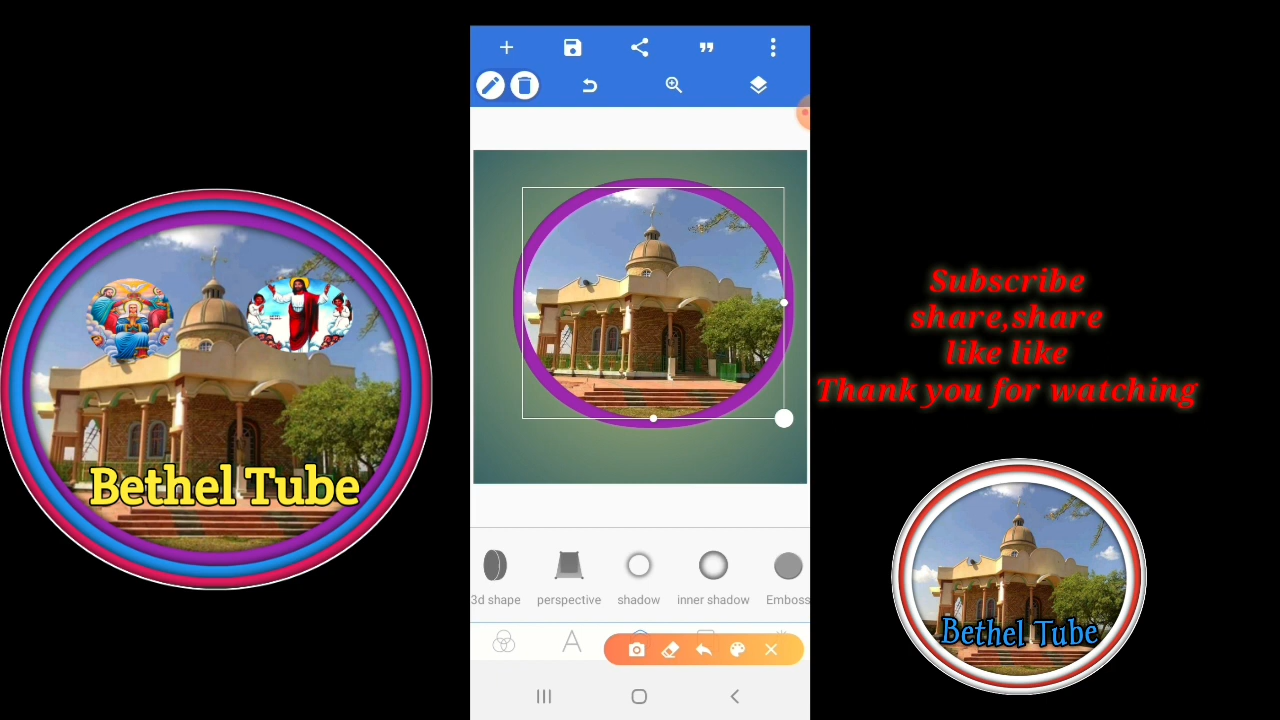 Bethel Tube
3d shape
perspective
shadow
inner shadow
Emboss
Subscribe
share,share
like like
Thank you for watching
Bethel Tube